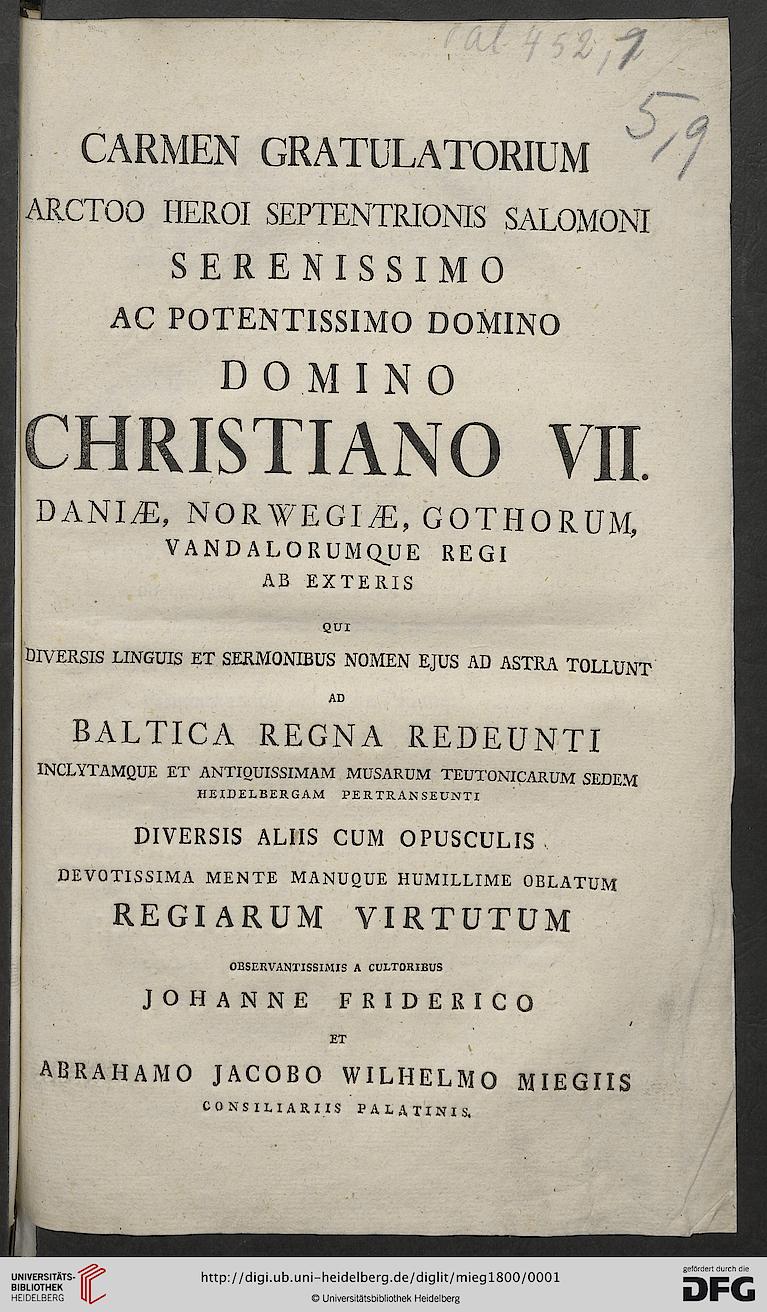 452,9
5,9
CARMEN GRATULATORIUM
ARCTOO HEROI SEPTENTRIONIS SALOMONI
SERENISSIMO
AC POTENTISSIMO DOMINO
DOMINO
CHRISTIANO VII.
DANIÆ, NORWEGIÆ, GOTHORUM,
VANDALORUMQUE REGI
AB EXTERIS
QUI
DIVERSIS LINGUIS ET SERMONIBUS NOMEN EJUS AD ASTRA TOLLUNT
AD
BALTICA REGNA REDEUNTI
INCLYTAMQUE ET ANTIQUISSIMAM MUSARUM TEUTONICARUM SEDEM
HEIDELBERGAM PERTRANSEUNTI
DIVERSIS ALIIS CUM OPUSCULIS
DEVOTISSIMA MENTE MANUQUE HUMILLIME OBLATUM
REGIARUM VIRTUTUM
OBSERVANTISSIMIS A CULTORIBUS
JOHANNE FRIDERICO
ET
ABRAHAMO JACOBO WILHELMO MIEGIIS
CONSILIARIIS PALATINIS.
UNIVERSITÄTS-
BIBLIOTHEK
HEIDELBERG
http://digi.ub.uni-heidelberg.de/diglit/mieg1800/0001
© Universitätsbibliothek Heidelberg
gefördert durch die
DFG